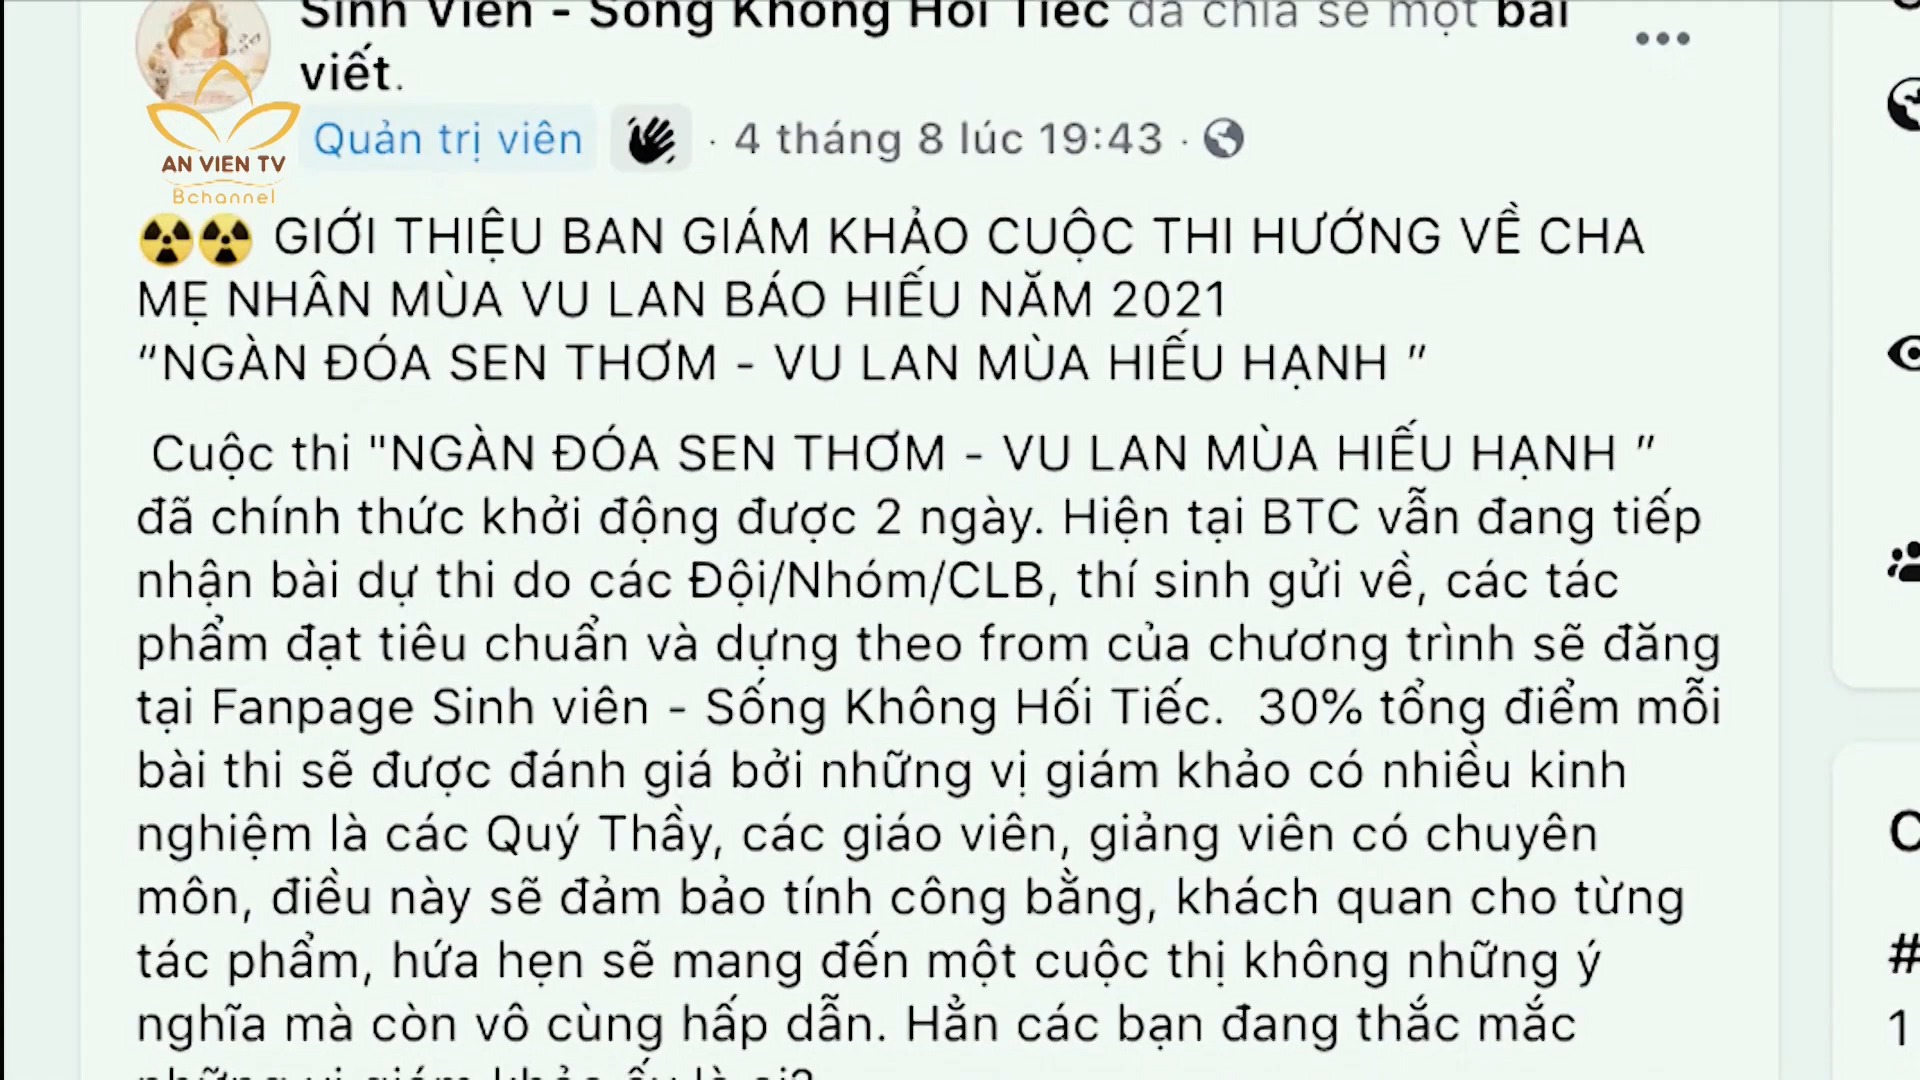 Sinh Viên - Sống Không Hối Tiếc đã chia sẻ một bài
viết.
Quản trị viên · 4 tháng 8 lúc 19:43 ·
AN VIEN TV
Bchannel
GIỚI THIỆU BAN GIÁM KHẢO CUỘC THI HƯỚNG VỀ CHA
MẸ NHÂN MÙA VU LAN BÁO HIẾU NĂM 2021
“NGÀN ĐÓA SEN THƠM - VU LAN MÙA HIẾU HẠNH ”
Cuộc thi "NGÀN ĐÓA SEN THƠM - VU LAN MÙA HIẾU HẠNH ”
đã chính thức khởi động được 2 ngày. Hiện tại BTC vẫn đang tiếp
nhận bài dự thi do các Đội/Nhóm/CLB, thí sinh gửi về, các tác
phẩm đạt tiêu chuẩn và dựng theo from của chương trình sẽ đăng
tại Fanpage Sinh viên - Sống Không Hối Tiếc. 30% tổng điểm mỗi
bài thi sẽ được đánh giá bởi những vị giám khảo có nhiều kinh
nghiệm là các Quý Thầy, các giáo viên, giảng viên có chuyên
môn, điều này sẽ đảm bảo tính công bằng, khách quan cho từng
tác phẩm, hứa hẹn sẽ mang đến một cuộc thị không những ý
nghĩa mà còn vô cùng hấp dẫn. Hẳn các bạn đang thắc mắc
những vị giám khảo ấy là ai?
C
#
1